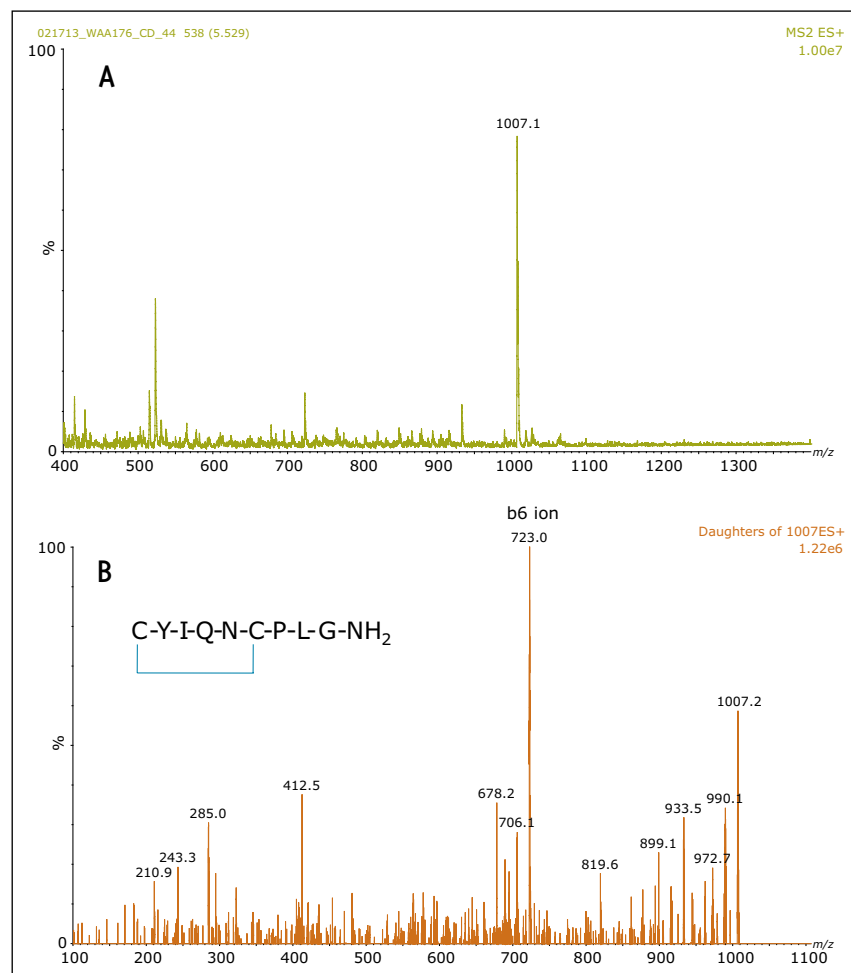 021713_WAA176_CD_44 538 (5.529)
MS2 ES+
1.00e7
100
A
1007.1
%
0
400 500 600 700 800 900 1000 1100 1200 1300
m/z
b6 ion
Daughters of 1007ES+
1.22e6
100
723.0
B
C-Y-I-Q-N-C-P-L-G-NH2
1007.2
%
412.5
678.2
990.1
933.5
285.0
706.1
899.1
243.3
972.7
819.6
210.9
0
100 200 300 400 500 600 700 800 900 1000 1100
m/z